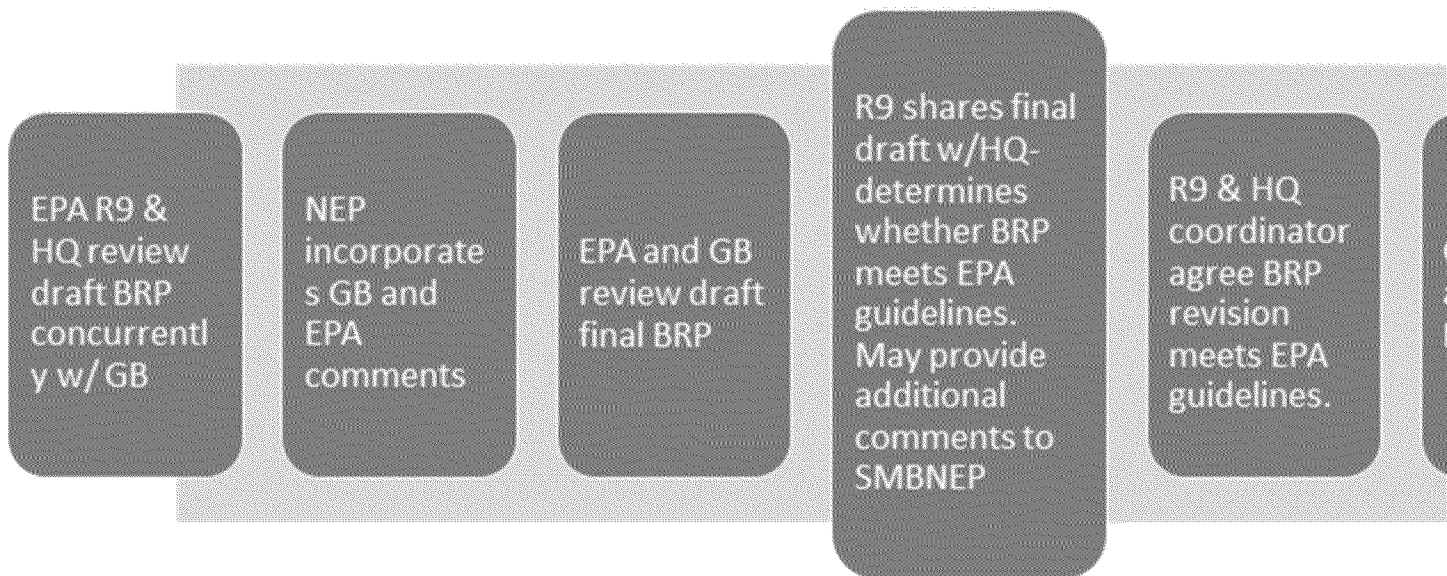 EPA R9 &
HQ review
draft BRP
concurrentl
y w/ GB
NEP
incorporate
s GB and
EPA
comments
EPA and GB
review draft
final BRP
R9 shares final
draft w/HQ-
determines
whether BRP
meets EPA
guidelines.
May provide
additional
comments to
SMBNEP
R9 & HQ
coordinator
agree BRP
revision
meets EPA
guidelines.